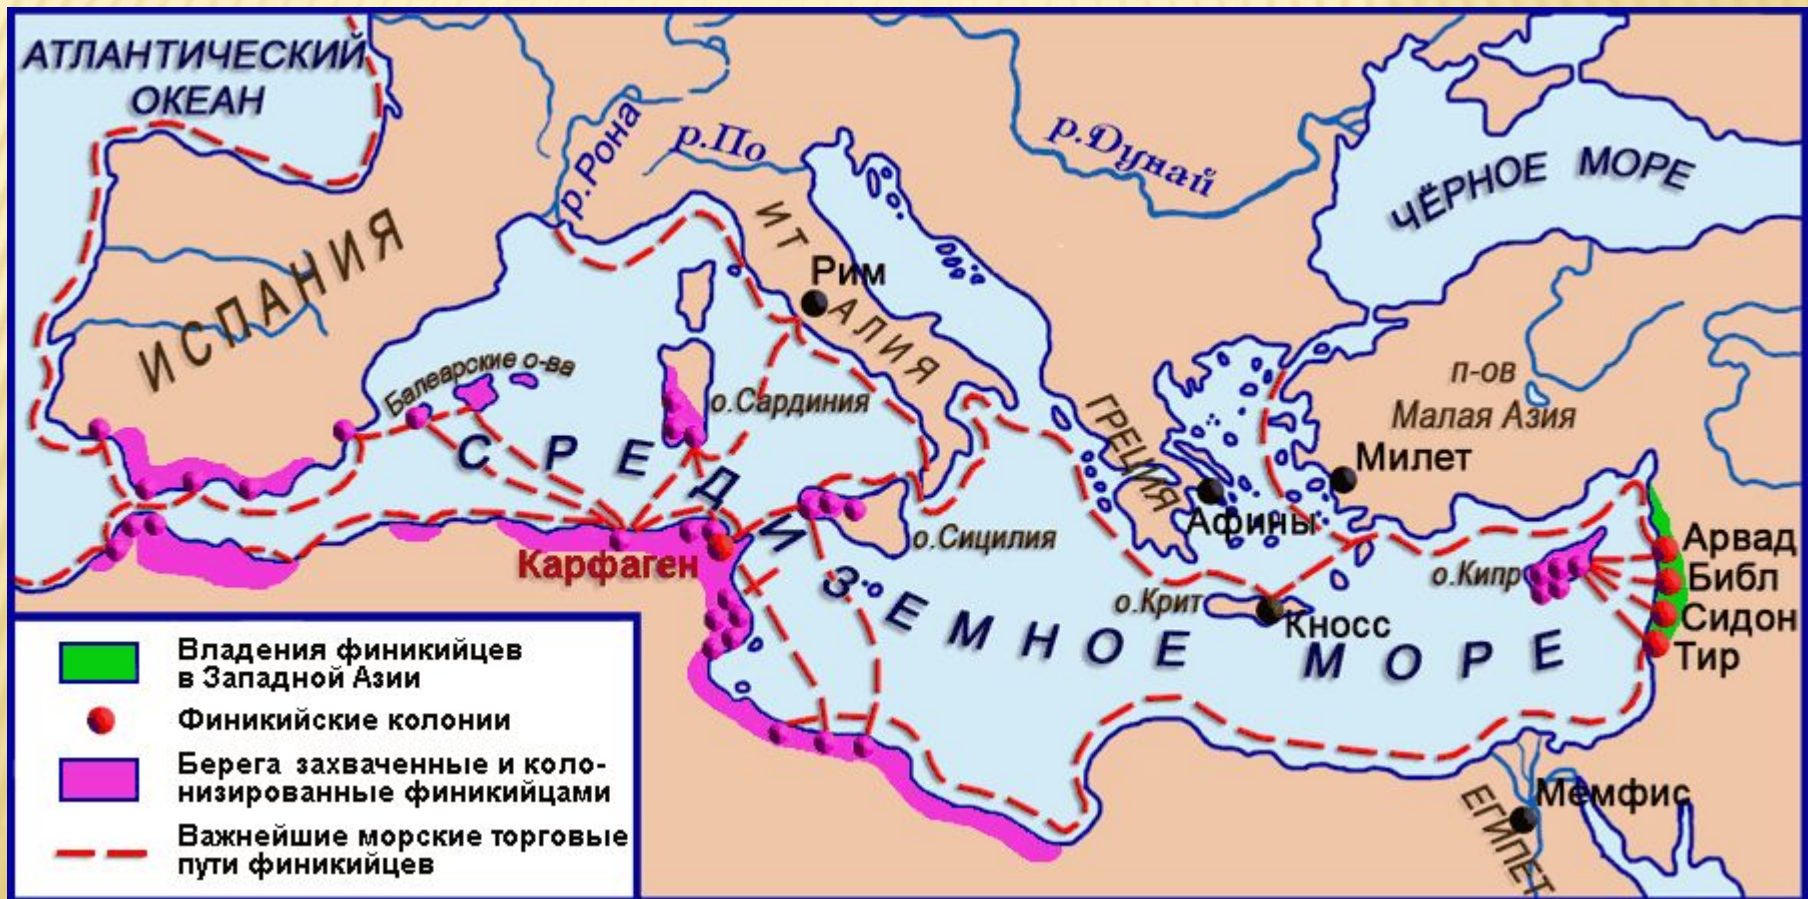 АТЛАНТИЧЕСКИЙ
ОКЕАН
р.Рона
р.По
р.Дунай
ЧЁРНОЕ МОРЕ
ИСПАНИЯ
ИТАЛИЯ
Рим
Балеарские о-ва
о.Сардиния
ГРЕЦИЯ
п-ов
Малая Азия
Милет
Афины
о.Сицилия
СРЕДИЗЕМНОЕ МОРЕ
Карфаген
о.Крит
Кносс
о.Кипр
Арвад
Библ
Сидон
Тир
Мемфис
ЕГИПЕТ
Владения финикийцев
в Западной Азии
Финикийские колонии
Берега захваченные и коло-
низированные финикийцами
Важнейшие морские торговые
пути финикийцев